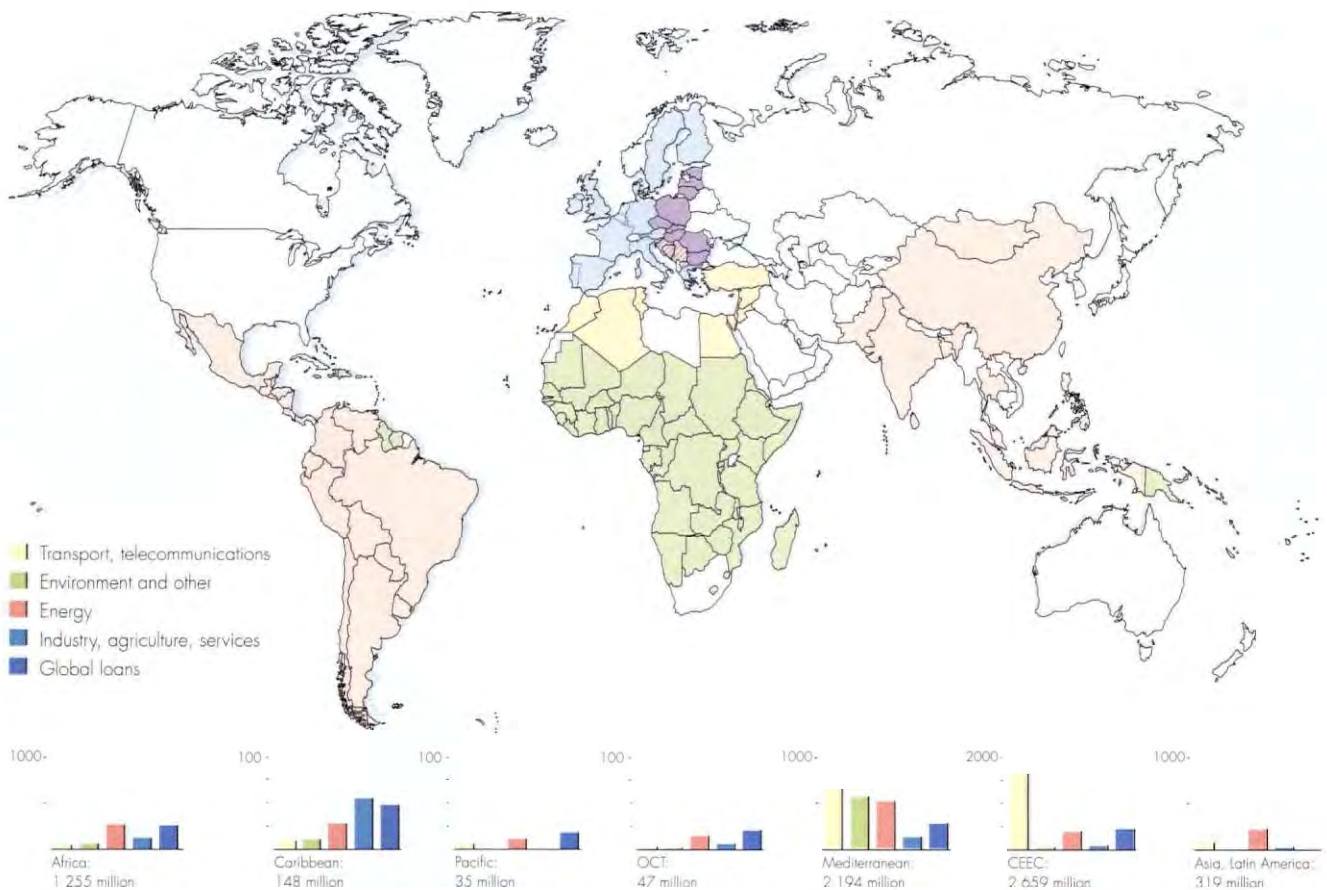 Transport, telecommunications
Environment and other
Energy
Industry, agriculture, services
Global loans
1000-
100-
100-
100-
1000-
2000-
1000-
Africa:
1 255 million
Caribbean:
148 million
Pacific:
35 million
OCT:
47 million
Mediterranean:
2 194 million
CEEC:
2 659 million
Asia, Latin America:
319 million